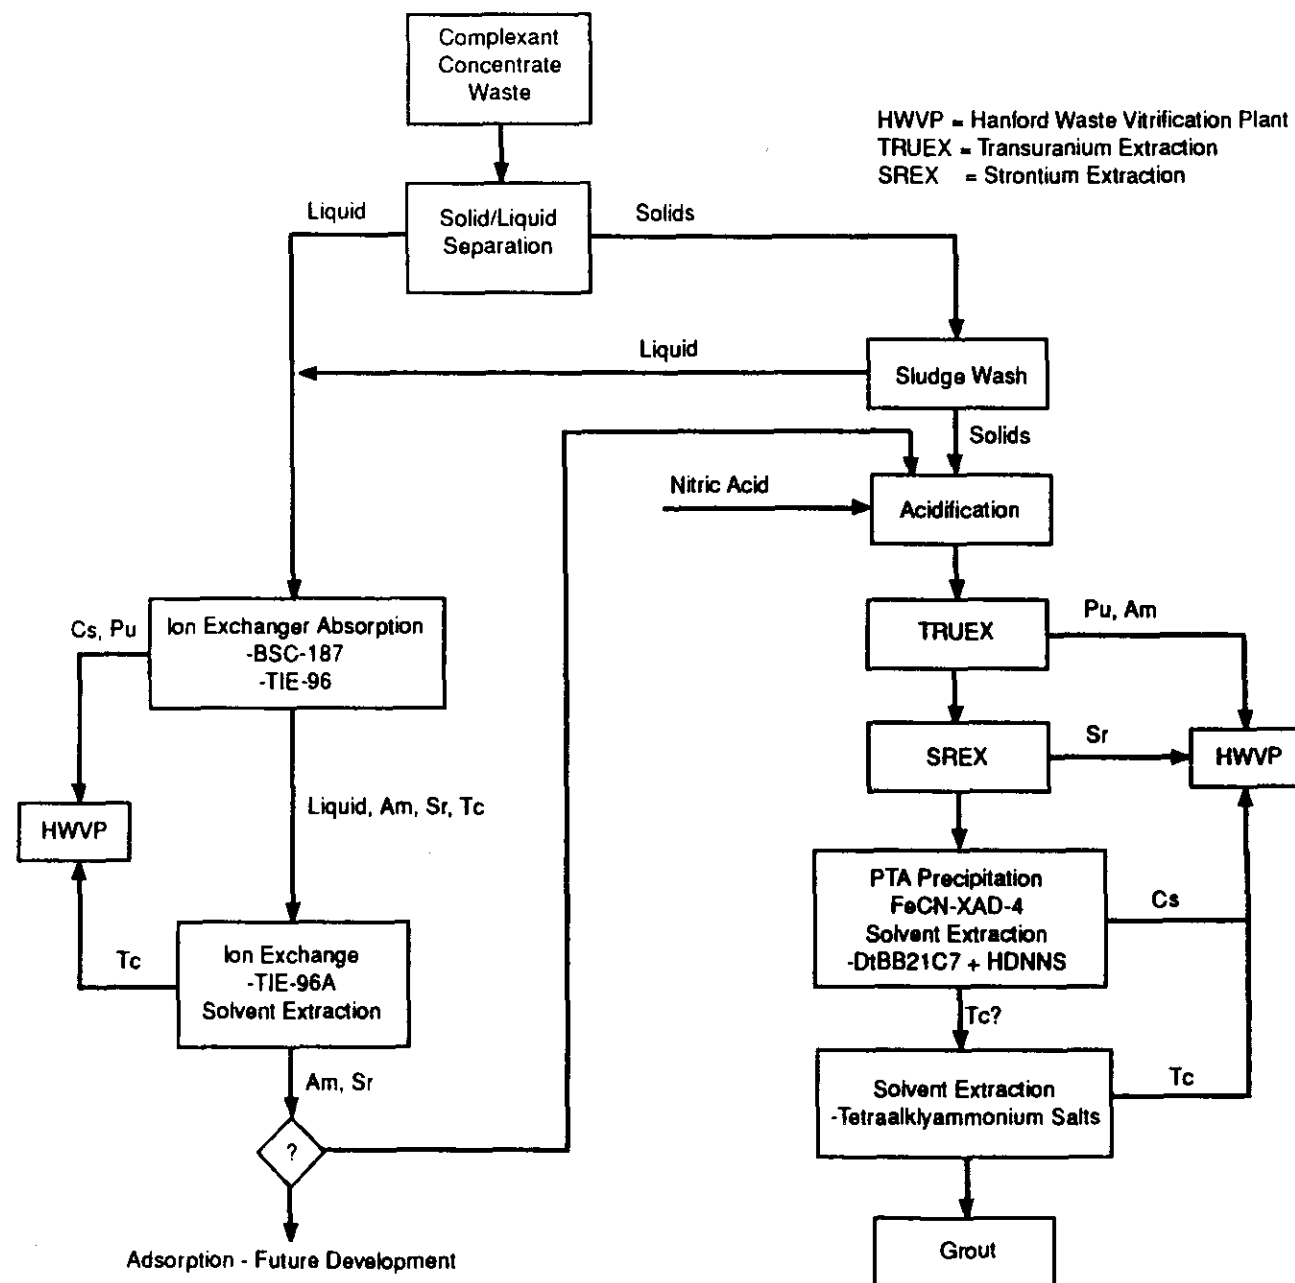 Complexant
Concentrate
Waste
HWVP = Hanford Waste Vitrification Plant
TRUEX = Transuranium Extraction
SREX = Strontium Extraction
Liquid
Solid/Liquid
Separation
Solids
Liquid
Sludge Wash
Solids
Nitric Acid
Acidification
Cs, Pu
Ion Exchanger Absorption
-BSC-187
-TIE-96
TRUEX
Pu, Am
SREX
Sr
HWVP
Liquid, Am, Sr, Tc
HWVP
PTA Precipitation
FeCN-XAD-4
Solvent Extraction
-DtBB21C7 + HDNNS
Cs
Tc
Ion Exchange
-TIE-96A
Solvent Extraction
Tc?
Am, Sr
Solvent Extraction
-Tetraalklyammonium Salts
Tc
?
Adsorption - Future Development
Grout